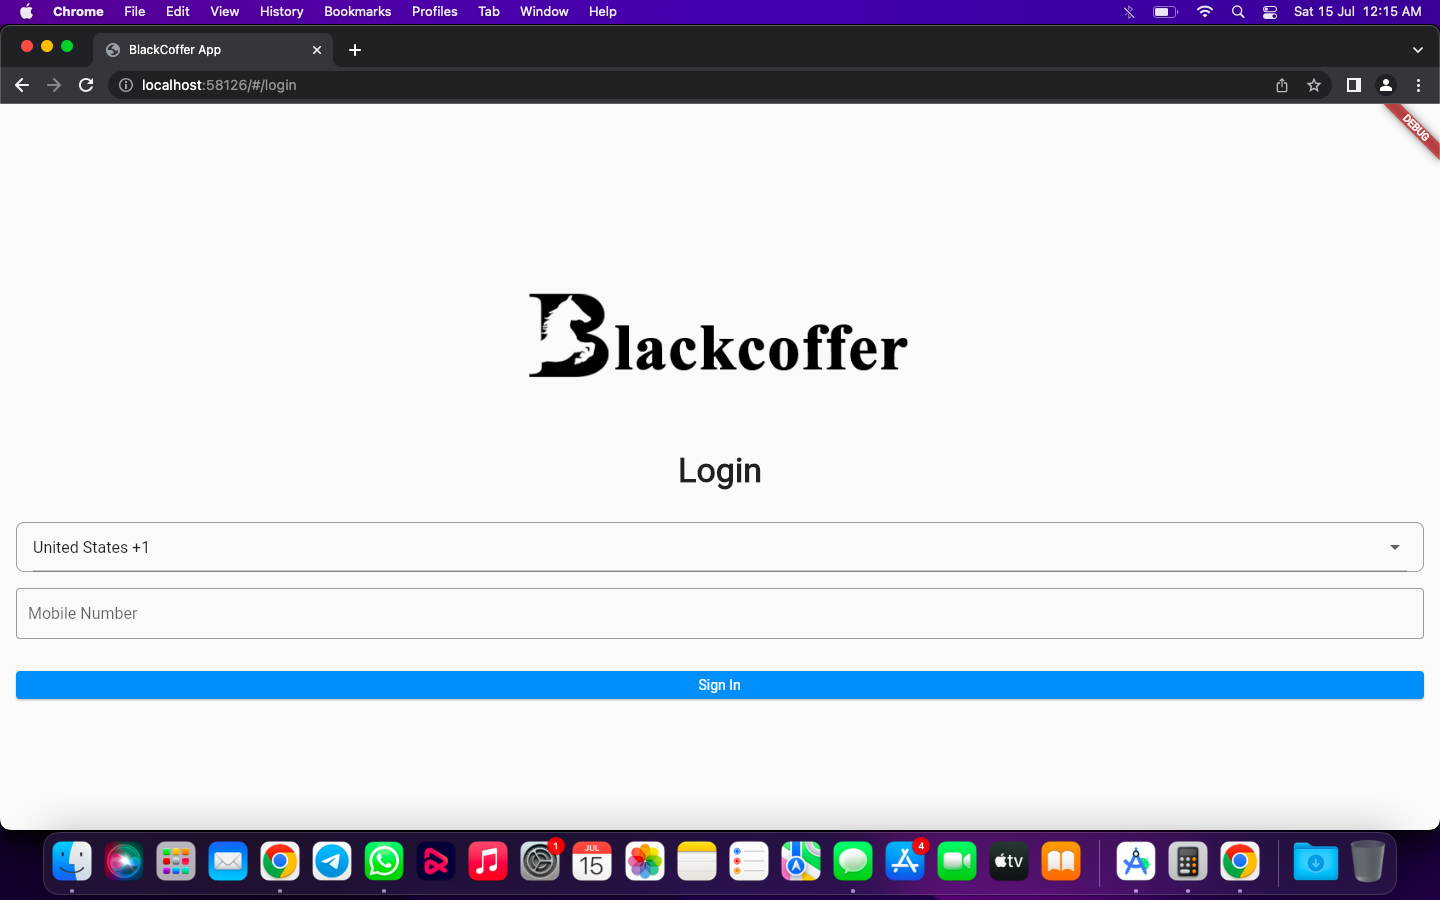 Chrome File Edit View History Bookmarks Profiles Tab Window Help Sat 15 Jul 12:15 AM
BlackCoffer App
localhost:58126/#/login
DEBUG
Blackcoffer
Login
United States +1
Mobile Number
Sign In
1
JUL
15
4
tv